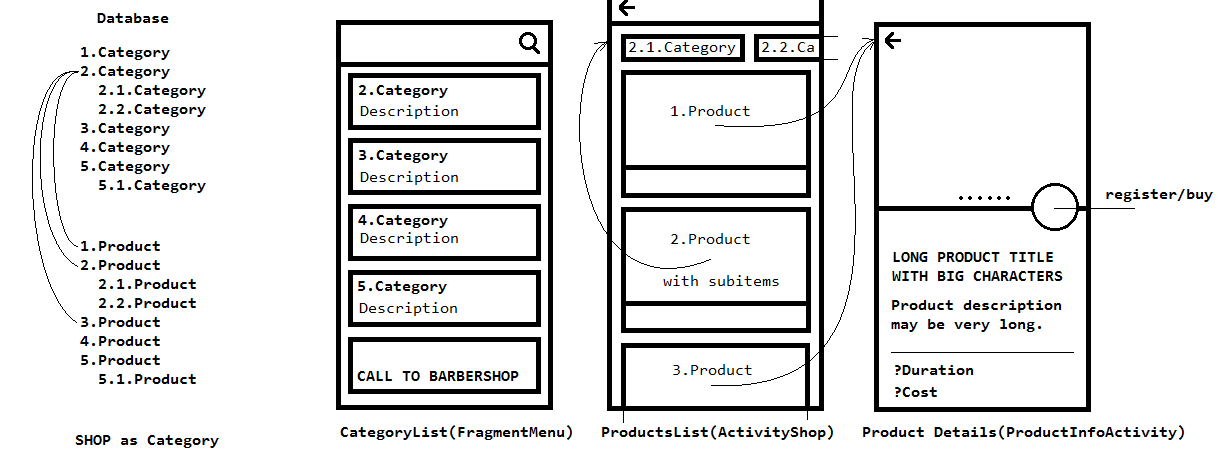 Database
1.Category
2.Category
2.1.Category
2.2.Category
3.Category
4.Category
5.Category
5.1.Category
1.Product
2.Product
2.1.Product
2.2.Product
3.Product
4.Product
5.Product
5.1.Product
SHOP as Category
2.Category
Description
3.Category
Description
4.Category
Description
5.Category
Description
CALL TO BARBERSHOP
CategoryList(FragmentMenu)
2.1.Category
2.2.Ca
1.Product
2.Product
with subitems
3.Product
ProductsList(ActivityShop)
......
register/buy
LONG PRODUCT TITLE
WITH BIG CHARACTERS
Product description
may be very long.
?Duration
?Cost
Product Details(ProductInfoActivity)